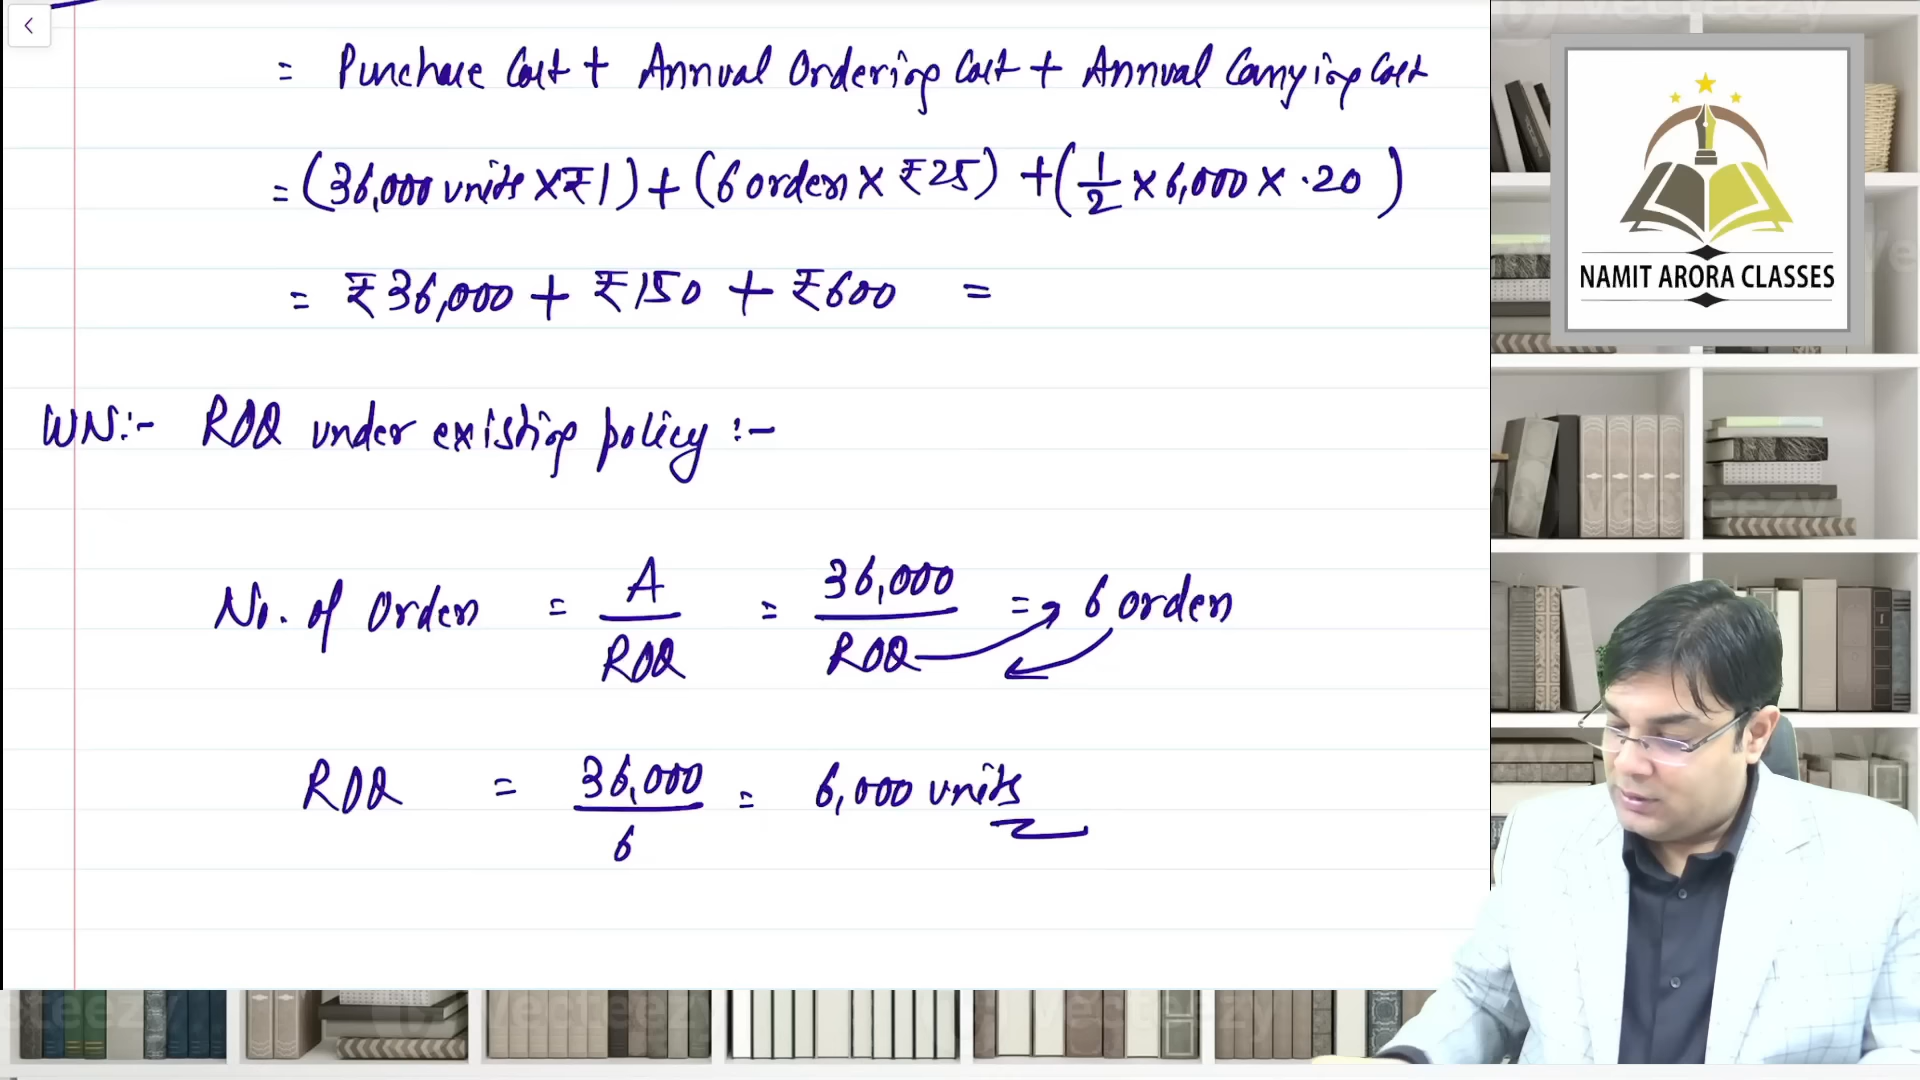 = Purchase Cost + Annual Ordering Cost + Annual Carrying Cost
= (36,000 units × ₹1) + (6 orders × ₹25) + (1/2 × 6,000 × .20)
= ₹36,000 + ₹150 + ₹600 =
WN:- ROQ under existing policy :-
No. of Orders = A/ROQ = 36,000/ROQ = 6 orders
ROQ = 36,000/6 = 6,000 units
NAMIT ARORA CLASSES